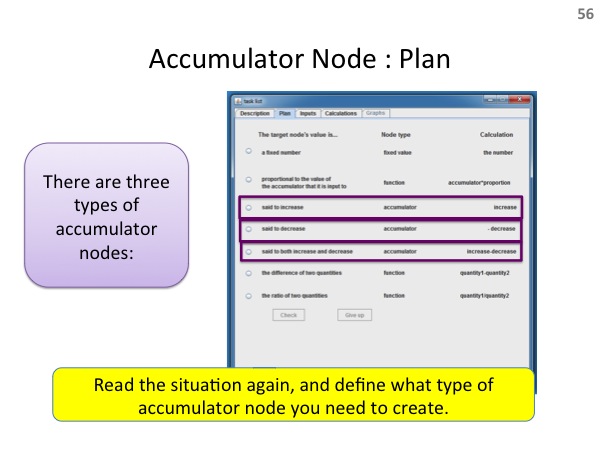 56
Accumulator Node : Plan
There are three
types of
accumulator
nodes:
task list
Description Plan Inputs Calculations Graphs
The target node's value is... Node type Calculation
a fixed number fixed value the number
proportional to the value of
the accumulator that it is input to function accumulator*proportion
said to increase accumulator increase
said to decrease accumulator - decrease
said to both increase and decrease accumulator increase-decrease
the difference of two quantities function quantity1-quantity2
the ratio of two quantities function quantity1/quantity2
Check Give up
Read the situation again, and define what type of
accumulator node you need to create.